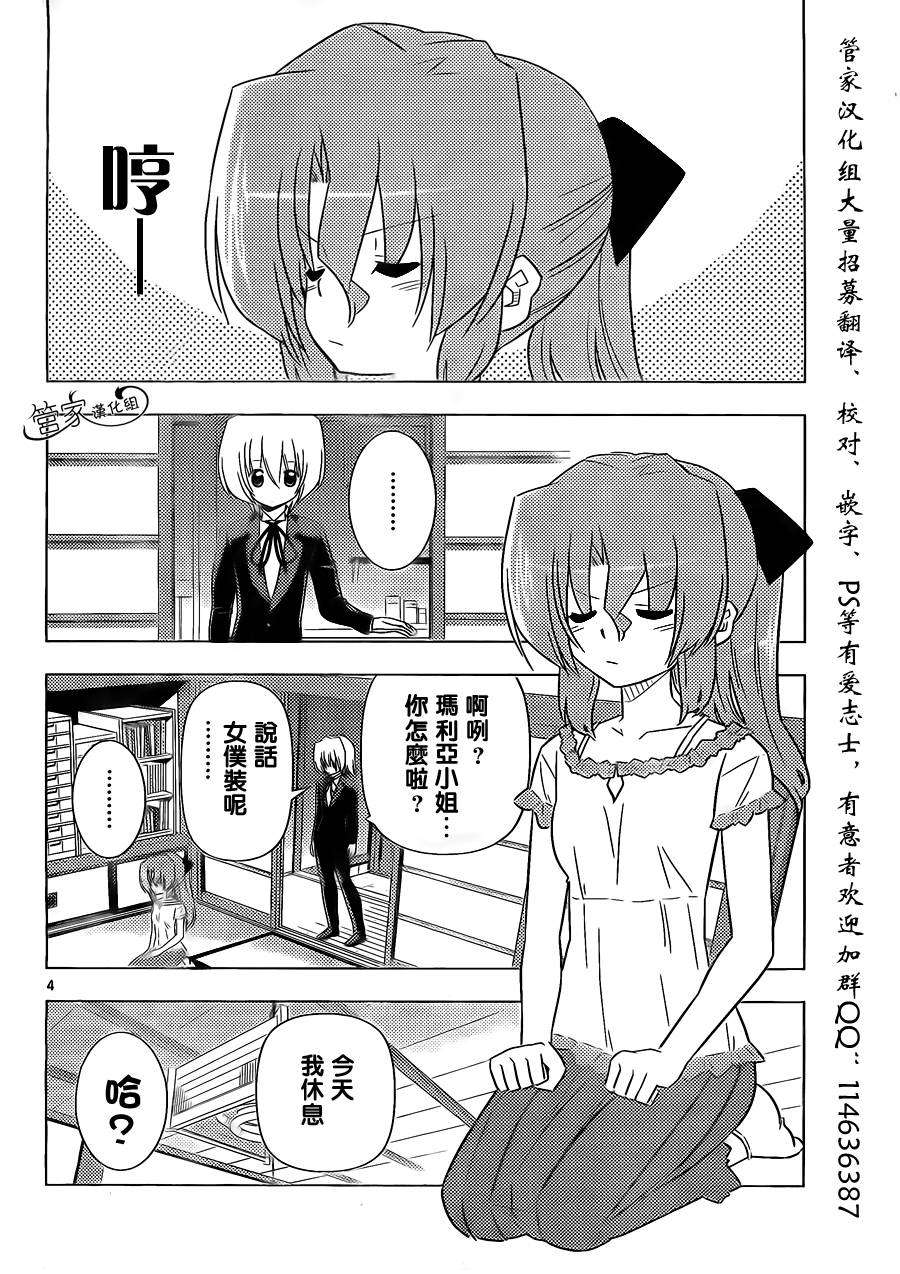 管家汉化组大量招募翻译、校对、嵌字、PS等有爱志士，有意者欢迎加群QQ：114636387
哼—
管家
漢化组
………
啊咧？
瑪利亞小姐…
你怎麼啦？
說話
女僕裝呢
………
………
今天
我休息
哈？
4